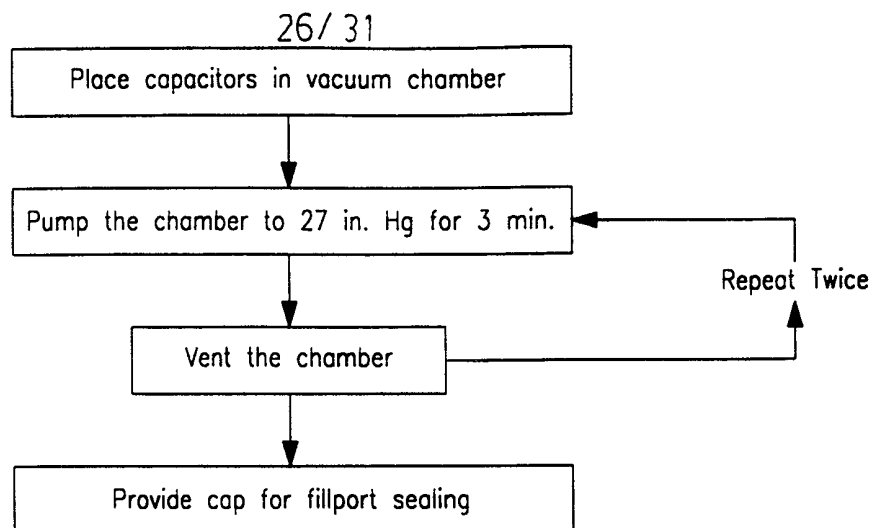 26/31
Place capacitors in vacuum chamber
Pump the chamber to 27 in. Hg for 3 min.
Repeat Twice
Vent the chamber
Provide cap for fillport sealing